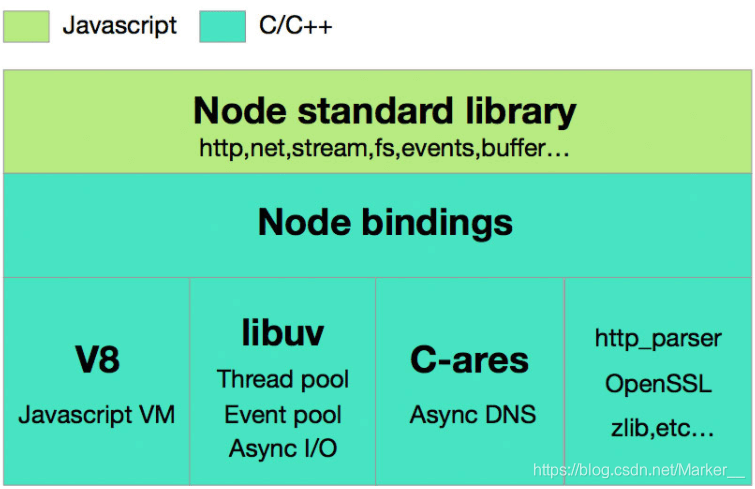 Javascript
C/C++
Node standard library
http,net,stream,fs,events,buffer…
Node bindings
V8
Javascript VM
libuv
Thread pool
Event pool
Async I/O
C-ares
Async DNS
http_parser
OpenSSL
zlib,etc…
https://blog.csdn.net/Marker__